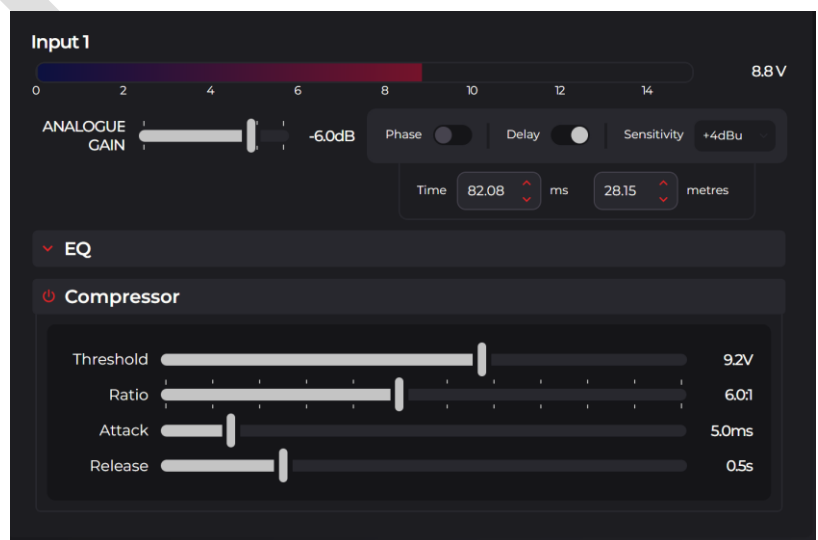 Input 1
8.8 V
0 2 4 6 8 10 12 14
ANALOGUE GAIN -6.0dB Phase Delay Sensitivity +4dBu
Time 82.08 ms 28.15 metres
EQ
Compressor
Threshold 9.2V
Ratio 6.0:1
Attack 5.0ms
Release 0.5s